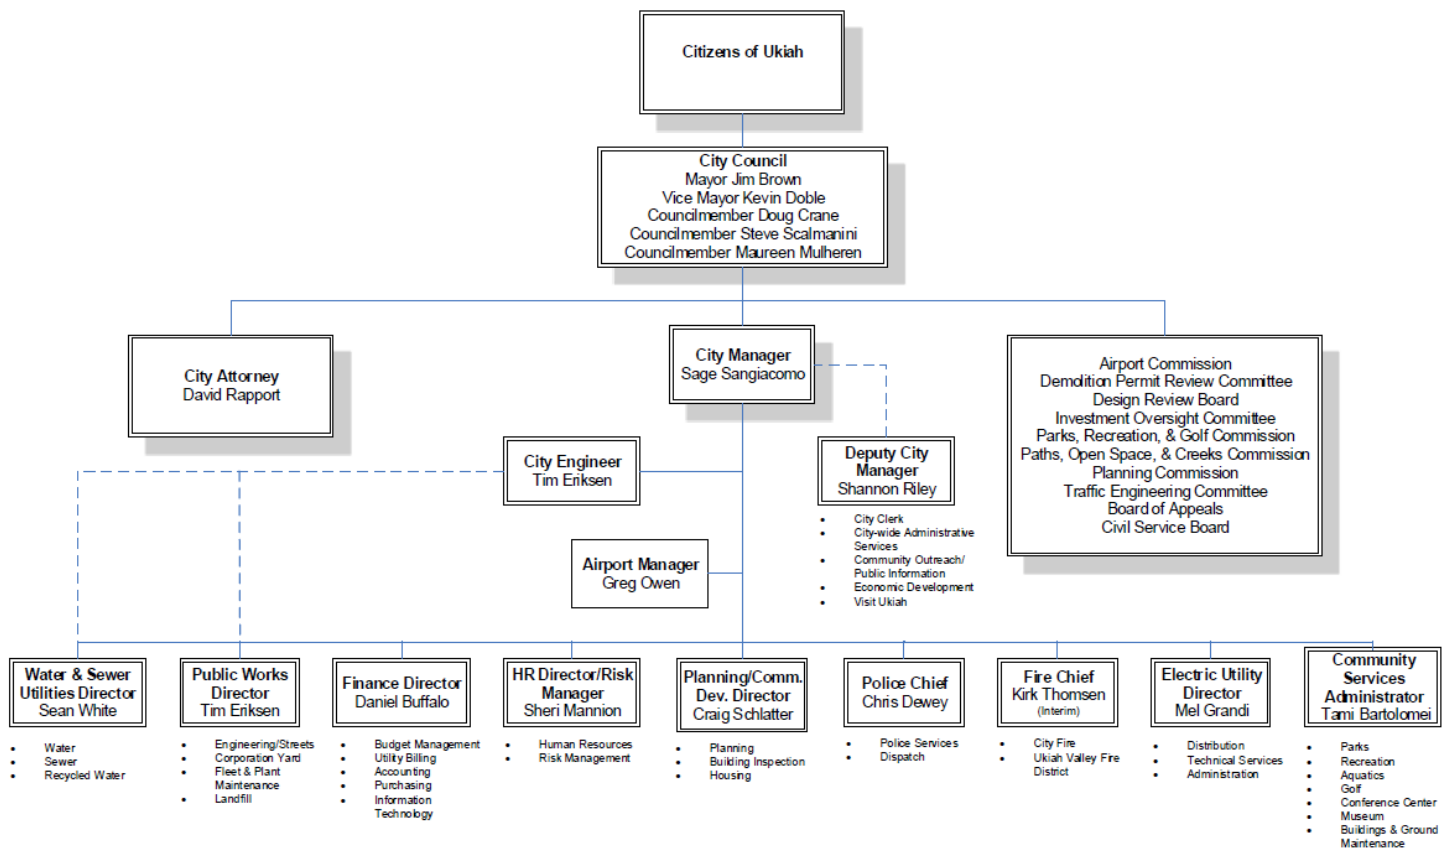 Citizens of Ukiah
City Council
Mayor Jim Brown
Vice Mayor Kevin Doble
Councilmember Doug Crane
Councilmember Steve Scalmanini
Councilmember Maureen Mulheren
City Attorney
David Rapport
City Manager
Sage Sangiacomo
Airport Commission
Demolition Permit Review Committee
Design Review Board
Investment Oversight Committee
Parks, Recreation, & Golf Commission
Paths, Open Space, & Creeks Commission
Planning Commission
Traffic Engineering Committee
Board of Appeals
Civil Service Board
City Engineer
Tim Eriksen
Deputy City
Manager
Shannon Riley
• City Clerk
• City-wide Administrative
Services
• Community Outreach/
• Public Information
• Economic Development
• Visit Ukiah
Airport Manager
Greg Owen
Water & Sewer
Utilities Director
Sean White
• Water
• Sewer
• Recycled Water
Public Works
Director
Tim Eriksen
• Engineering/Streets
• Corporation Yard
• Fleet & Plant
Maintenance
• Landfill
Finance Director
Daniel Buffalo
• Budget Management
• Utility Billing
• Accounting
• Purchasing
• Information
Technology
HR Director/Risk
Manager
Sheri Mannion
• Human Resources
• Risk Management
Planning/Comm.
Dev. Director
Craig Schlatter
• Planning
• Building Inspection
• Housing
Police Chief
Chris Dewey
• Police Services
• Dispatch
Fire Chief
Kirk Thomsen
(Interim)
• City Fire
• Ukiah Valley Fire
District
Electric Utility
Director
Mel Grandi
• Distribution
• Technical Services
• Administration
Community
Services
Administrator
Tami Bartolomei
• Parks
• Recreation
• Aquatics
• Golf
• Conference Center
• Museum
• Buildings & Ground
Maintenance